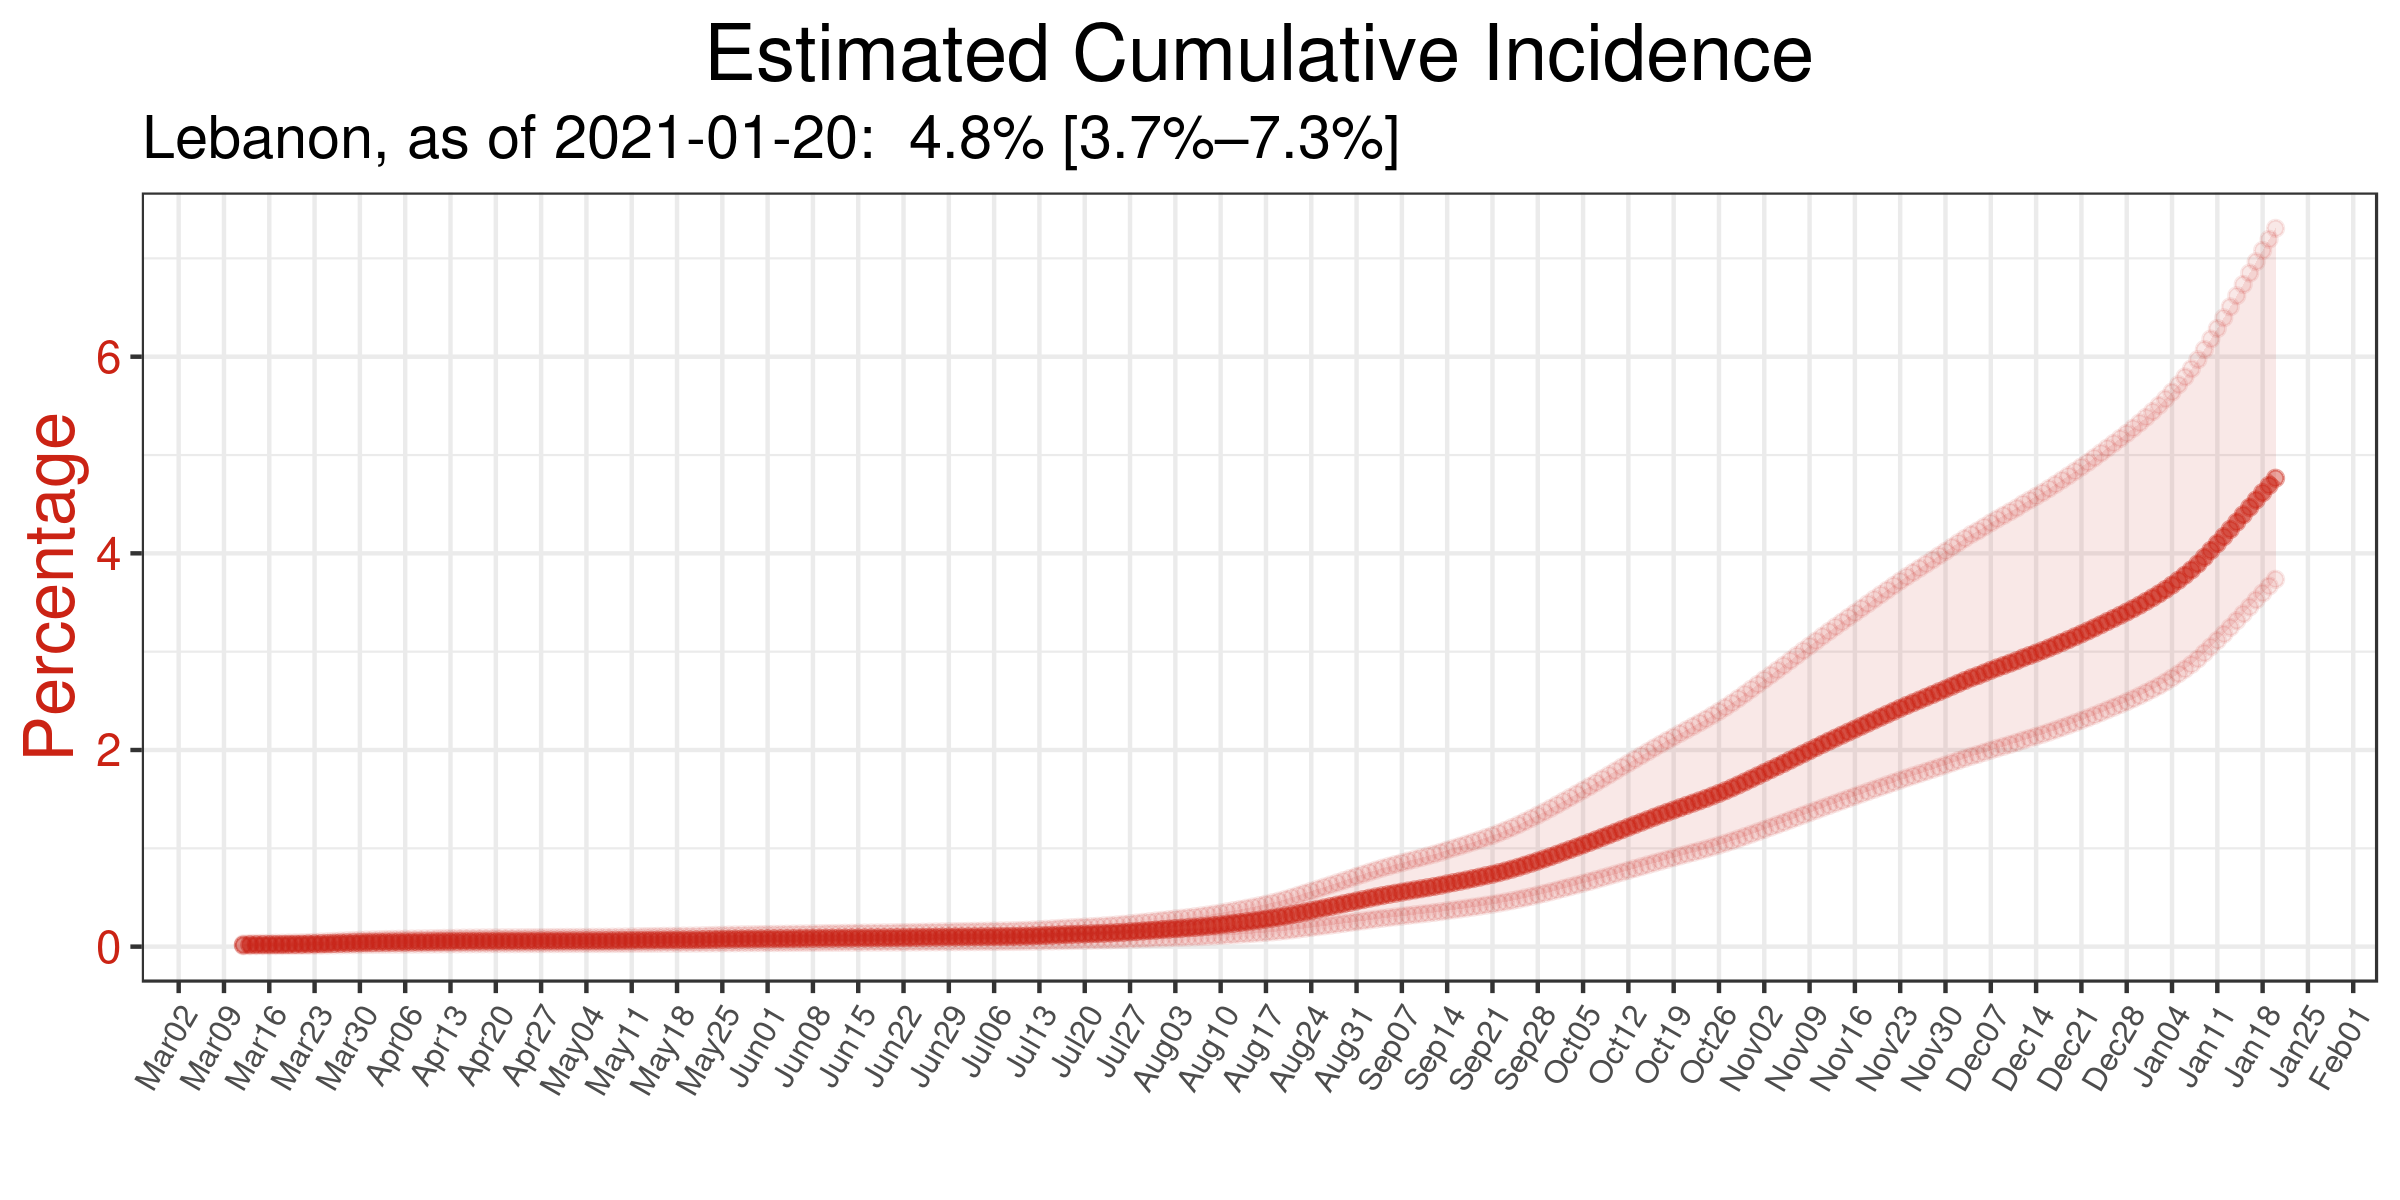 Estimated Cumulative Incidence
Lebanon, as of 2021-01-20:  4.8% [3.7%–7.3%]
Percentage
6
4
2
0
Mar02
Mar09
Mar16
Mar23
Mar30
Apr06
Apr13
Apr20
Apr27
May04
May11
May18
May25
Jun01
Jun08
Jun15
Jun22
Jun29
Jul06
Jul13
Jul20
Jul27
Aug03
Aug10
Aug17
Aug24
Aug31
Sep07
Sep14
Sep21
Sep28
Oct05
Oct12
Oct19
Oct26
Nov02
Nov09
Nov16
Nov23
Nov30
Dec07
Dec14
Dec21
Dec28
Jan04
Jan11
Jan18
Jan25
Feb01